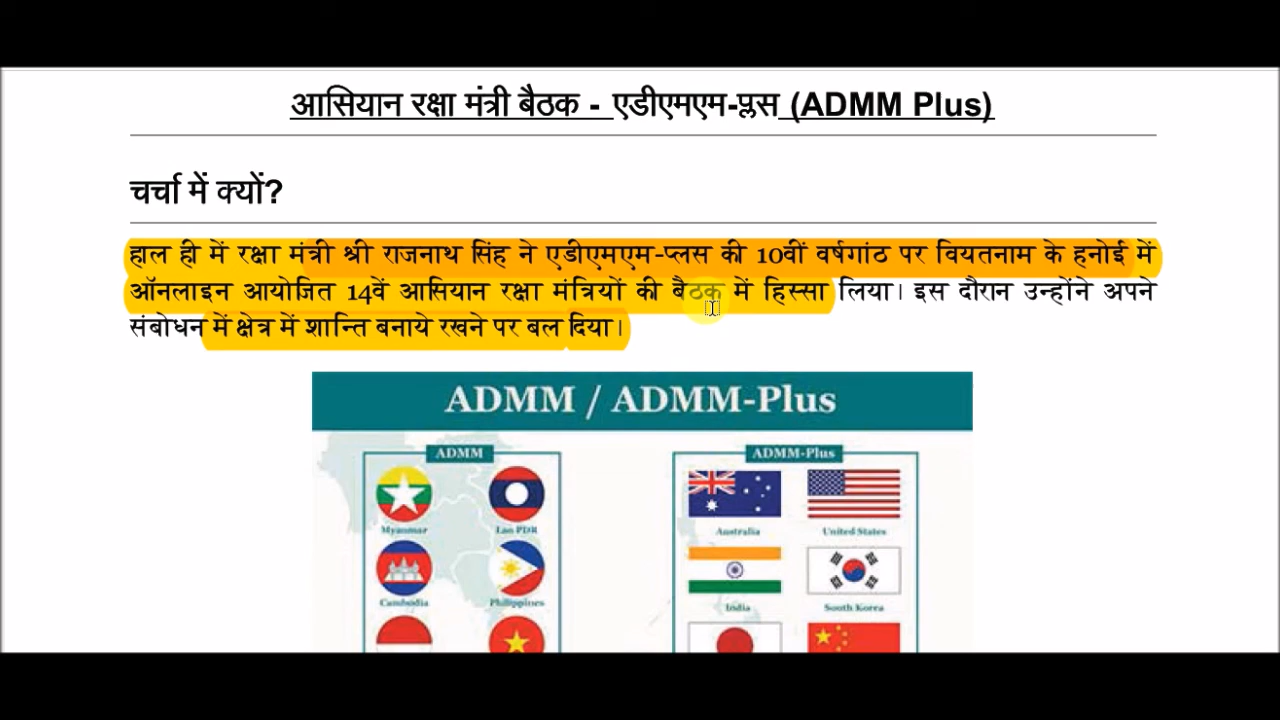 आसियान रक्षा मंत्री बैठक - एडीएमएम-प्लस (ADMM Plus)
चर्चा में क्यों?
हाल ही में रक्षा मंत्री श्री राजनाथ सिंह ने एडीएमएम-प्लस की 10वीं वर्षगांठ पर वियतनाम के हनोई में
ऑनलाइन आयोजित 14वें आसियान रक्षा मंत्रियों की बैठक में हिस्सा लिया। इस दौरान उन्होंने अपने
संबोधन में क्षेत्र में शान्ति बनाये रखने पर बल दिया।
ADMM / ADMM-Plus
ADMM
ADMM-Plus
Myanmar
Lao PDR
Australia
United States
Cambodia
Philippines
India
South Korea